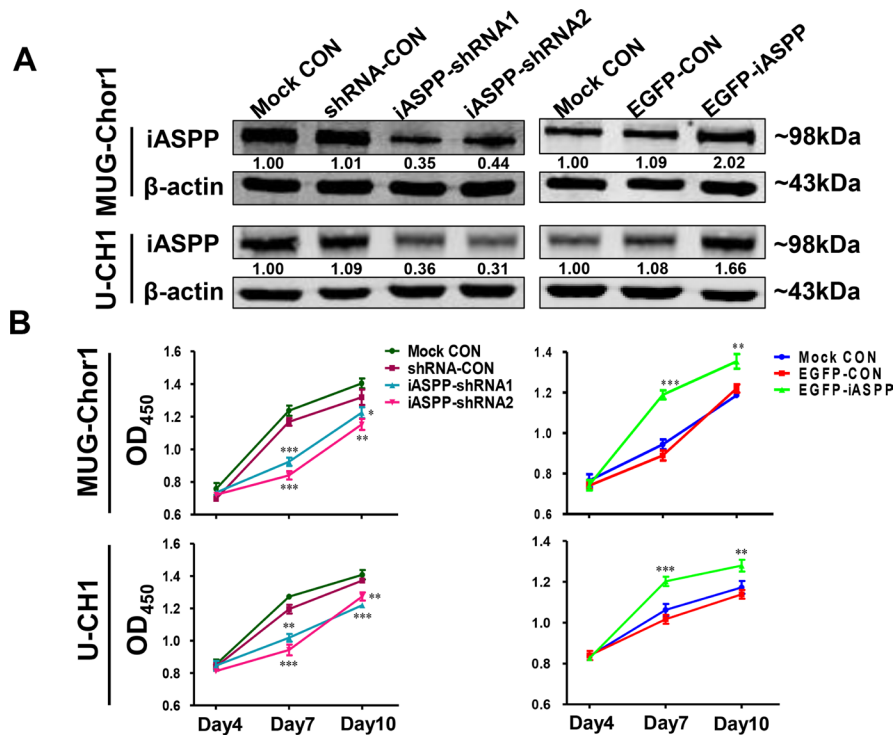 A
Mock CON shRNA-CON iASPP-shRNA1 iASPP-shRNA2 Mock CON EGFP-CON EGFP-iASPP
MUG-Chor1
iASPP ~98kDa
1.00 1.01 0.35 0.44 1.00 1.09 2.02
β-actin ~43kDa
U-CH1
iASPP ~98kDa
1.00 1.09 0.36 0.31 1.00 1.08 1.66
β-actin ~43kDa
B
MUG-Chor1
OD450
1.6
1.4
1.2
1.0
0.8
0.6
Mock CON
shRNA-CON
iASPP-shRNA1
iASPP-shRNA2
***
***
*
**
1.4
1.2
1.0
0.8
0.6
Mock CON
EGFP-CON
EGFP-iASPP
***
**
U-CH1
OD450
1.6
1.4
1.2
1.0
0.8
0.6
**
***
**
***
Day4 Day7 Day10
1.4
1.2
1.0
0.8
0.6
***
**
Day4 Day7 Day10